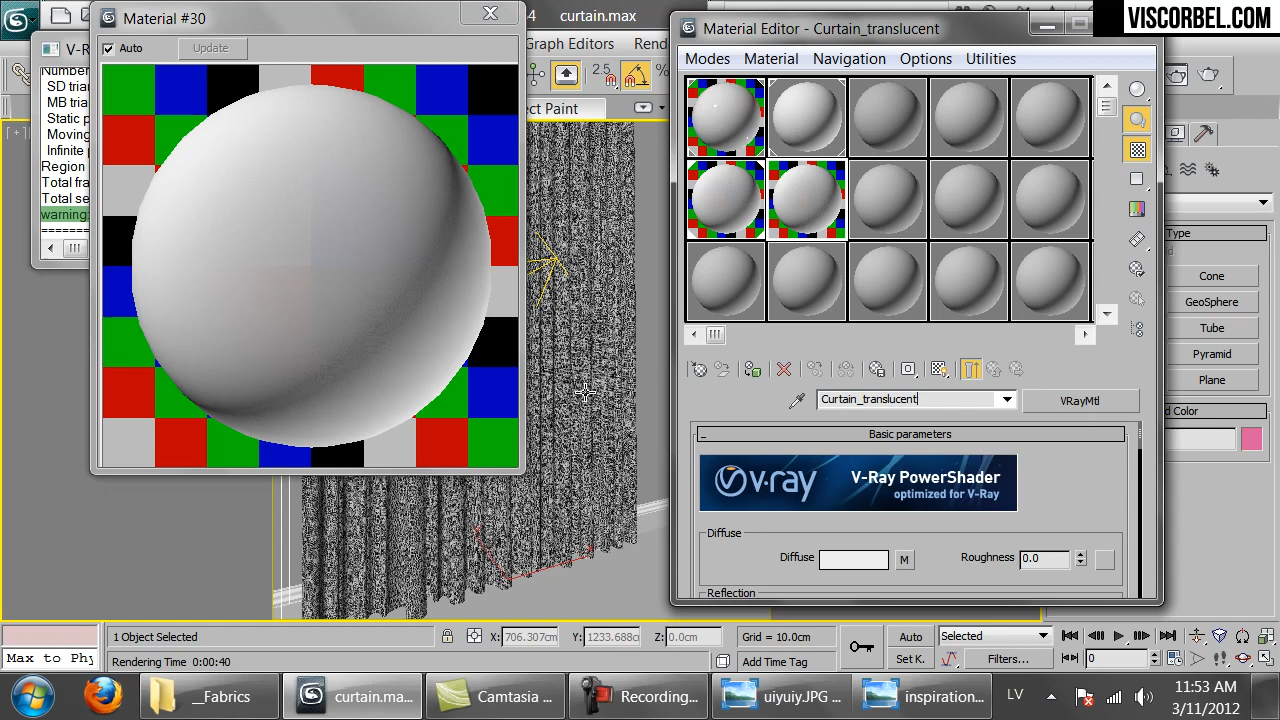 Material #30
Auto
Update
V-R
Number
SD trian
MB trian
Static p
Moving
Infinite p
Region
Total fra
Total se
warning:
4
curtain.max
Graph Editors
Rend
2.5
%
ect Paint
[ + ]
Material Editor - Curtain_translucent
VISCORBEL.COM
Modes
Material
Navigation
Options
Utilities
Curtain_translucent
VRayMtl
Basic parameters
v·ray
V-Ray PowerShader
optimized for V-Ray
Diffuse
Diffuse
M
Roughness
0.0
Reflection
Type
Cone
GeoSphere
Tube
Pyramid
Plane
d Color
1 Object Selected
X:
706.307cm
Y:
1233.688c
Z:
0.0cm
Grid = 10.0cm
Auto
Selected
Max to Phy
Rendering Time 0:00:40
Add Time Tag
Set K.
Filters...
0
__Fabrics
curtain.ma...
Camtasia ...
Recording...
uiyuiy.JPG ...
inspiration...
LV
11:53 AM
3/11/2012